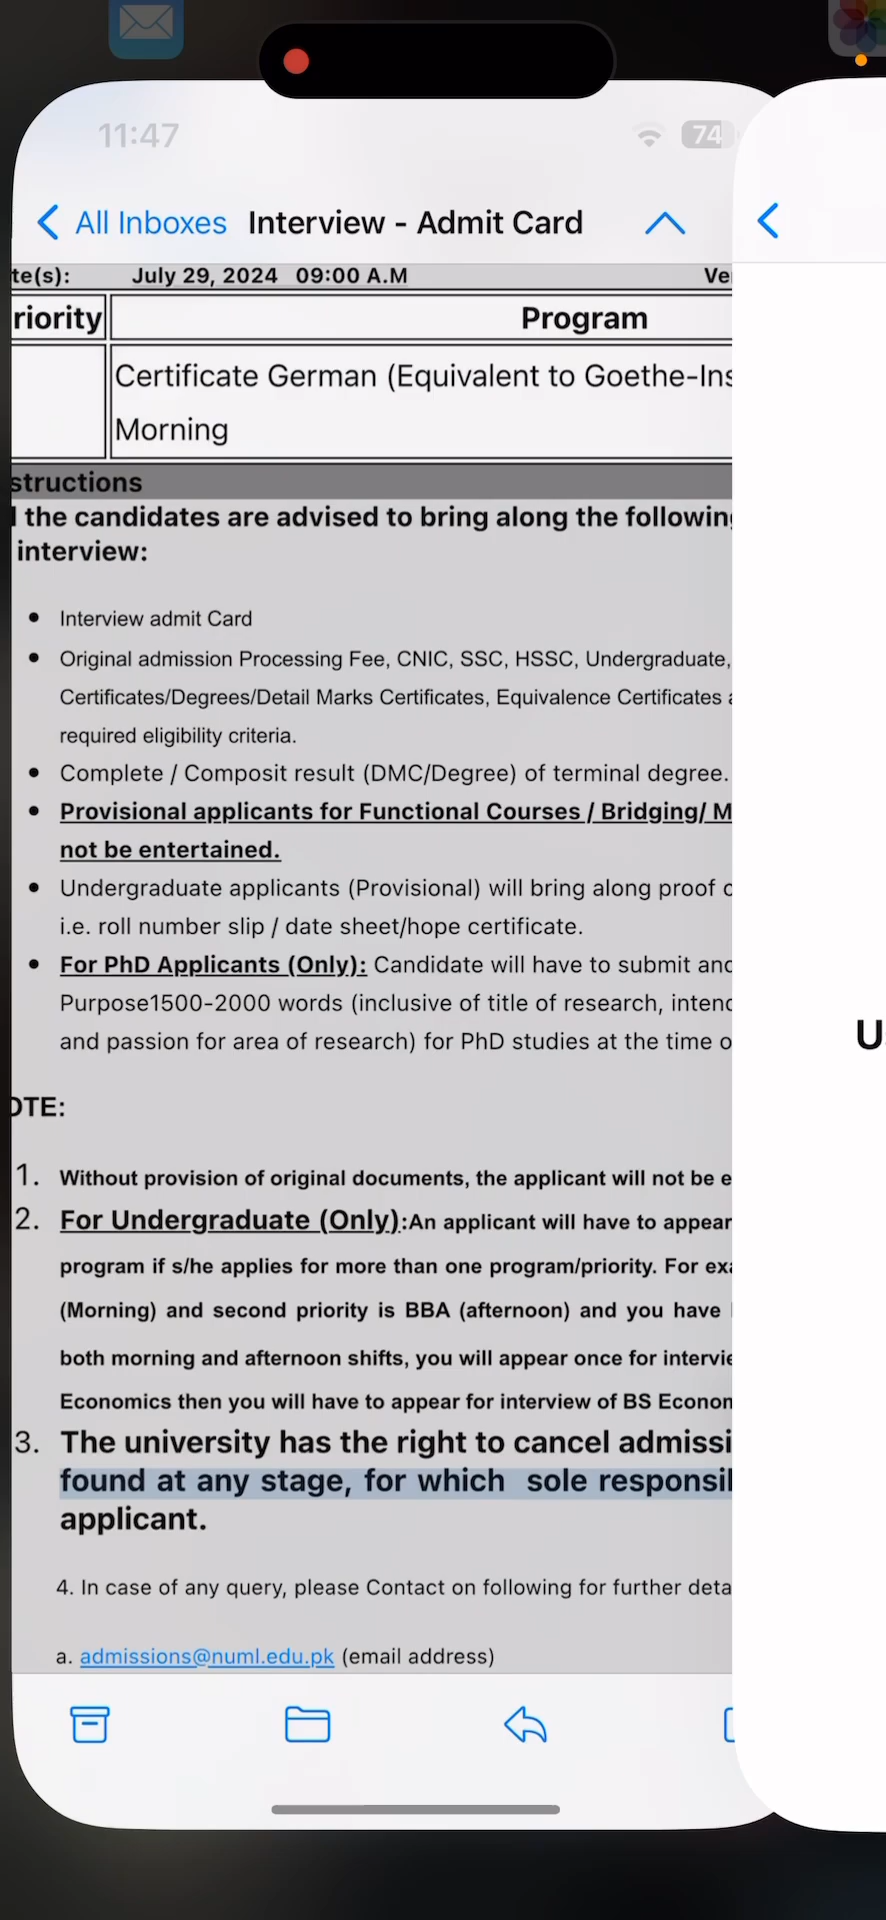 11:47
74
All Inboxes Interview - Admit Card
te(s): July 29, 2024 09:00 A.M Ve
riority Program
Certificate German (Equivalent to Goethe-Ins
Morning
structions
the candidates are advised to bring along the following
interview:
• Interview admit Card
• Original admission Processing Fee, CNIC, SSC, HSSC, Undergraduate,
Certificates/Degrees/Detail Marks Certificates, Equivalence Certificates
required eligibility criteria.
• Complete / Composit result (DMC/Degree) of terminal degree.
• Provisional applicants for Functional Courses / Bridging/ M
not be entertained.
• Undergraduate applicants (Provisional) will bring along proof
i.e. roll number slip / date sheet/hope certificate.
• For PhD Applicants (Only): Candidate will have to submit and
Purpose1500-2000 words (inclusive of title of research, intend
and passion for area of research) for PhD studies at the time o
OTE:
1. Without provision of original documents, the applicant will not be e
2. For Undergraduate (Only):An applicant will have to appear
program if s/he applies for more than one program/priority. For exa
(Morning) and second priority is BBA (afternoon) and you have
both morning and afternoon shifts, you will appear once for intervie
Economics then you will have to appear for interview of BS Econom
3. The university has the right to cancel admissi
found at any stage, for which sole responsil
applicant.
4. In case of any query, please Contact on following for further deta
a. admissions@numl.edu.pk (email address)
U